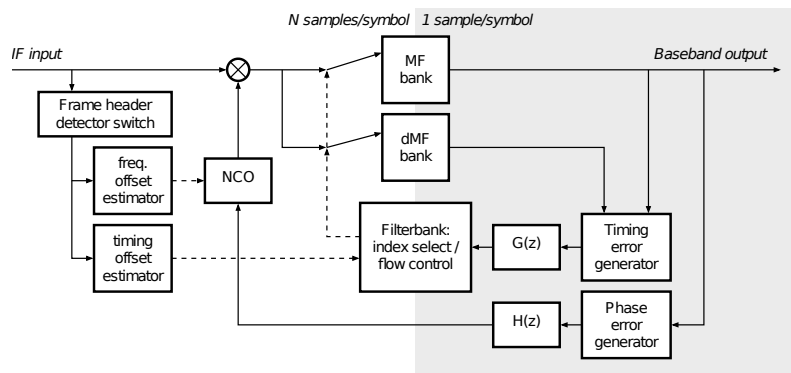 N samples/symbol 1 sample/symbol
IF input
Baseband output
MF
bank
Frame header
detector switch
dMF
bank
freq.
offset
estimator
NCO
Filterbank:
index select /
flow control
G(z)
Timing
error
generator
timing
offset
estimator
H(z)
Phase
error
generator